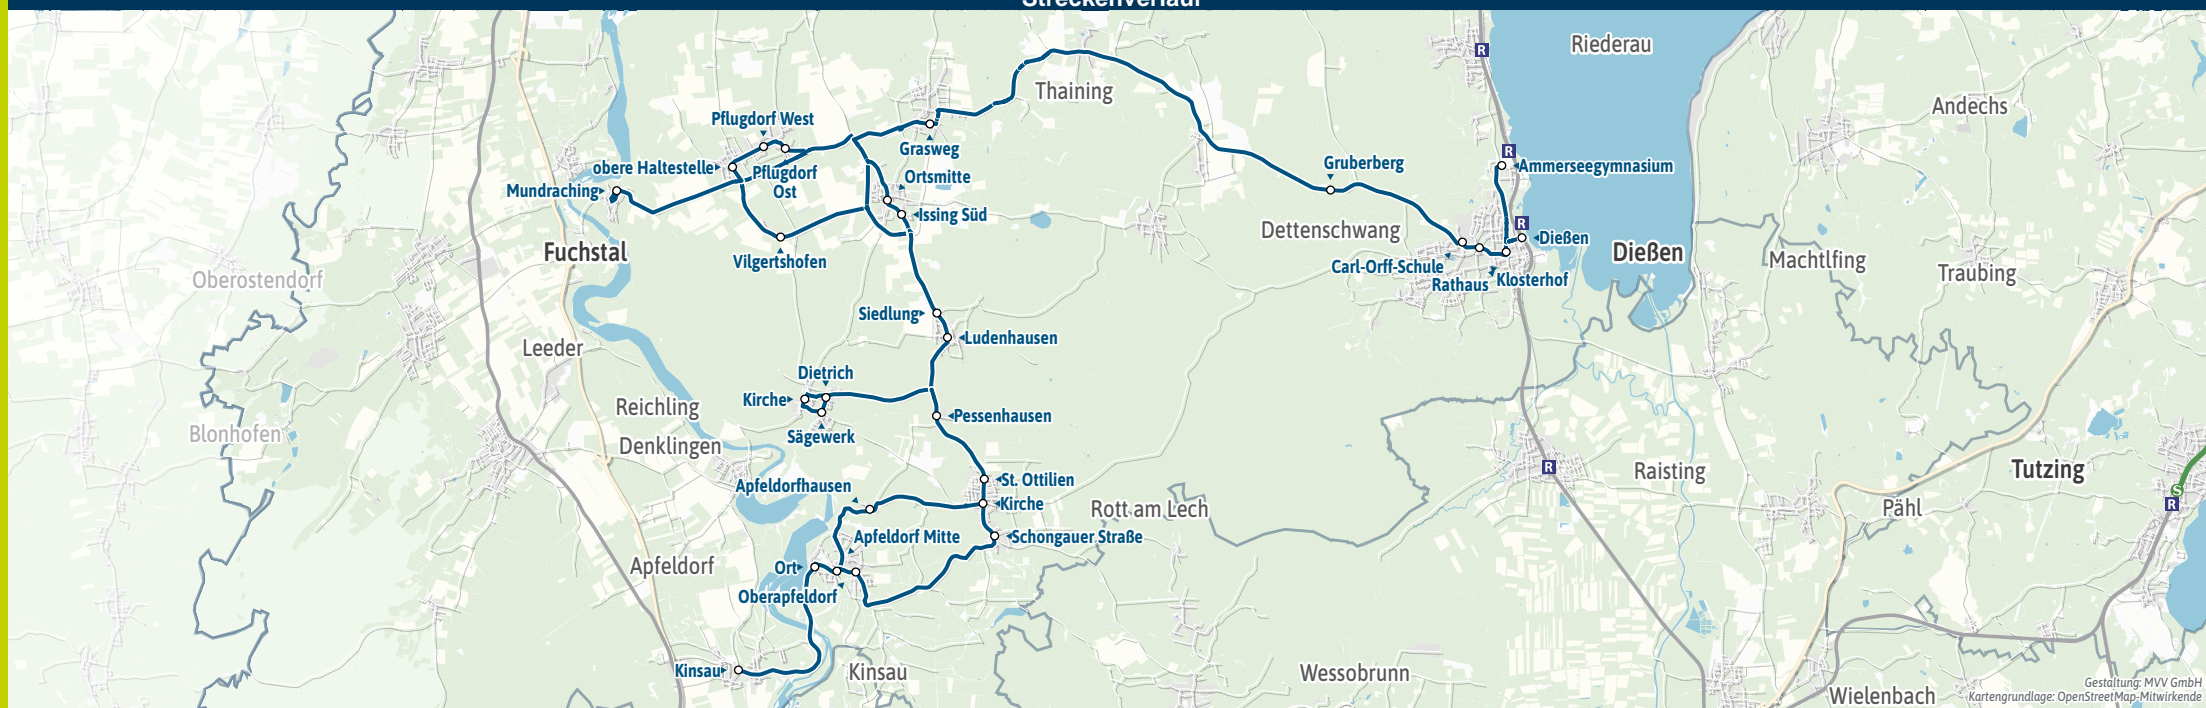 Streckenverlauf
Riederau
Thaining
Andechs
Pflugdorf West
Grasweg
obere Haltestelle
Pflugdorf
Ost
Ortsmitte
Gruberberg
R
R
Ammerseegymnasium
Mundraching
Issing Süd
Dettenschwang
R
Dießen
Fuchstal
Vilgertshofen
Carl-Orff-Schule
Rathaus
Klosterhof
Dießen
Machtlfing
Traubing
Oberostendorf
Siedlung
Ludenhausen
Leeder
Dietrich
Kirche
Reichling
Pessenhausen
Sägewerk
Blonhofen
Denklingen
R
Raisting
Tutzing
St. Ottilien
Apfeldorfhausen
Kirche
Rott am Lech
S
R
Pähl
Apfeldorf Mitte
Schongauer Straße
Apfeldorf
Ort
Oberapfeldorf
Kinsau
Kinsau
Wessobrunn
Wielenbach
Gestaltung: MVV GmbH
Kartengrundlage: OpenStreetMap-Mitwirkende